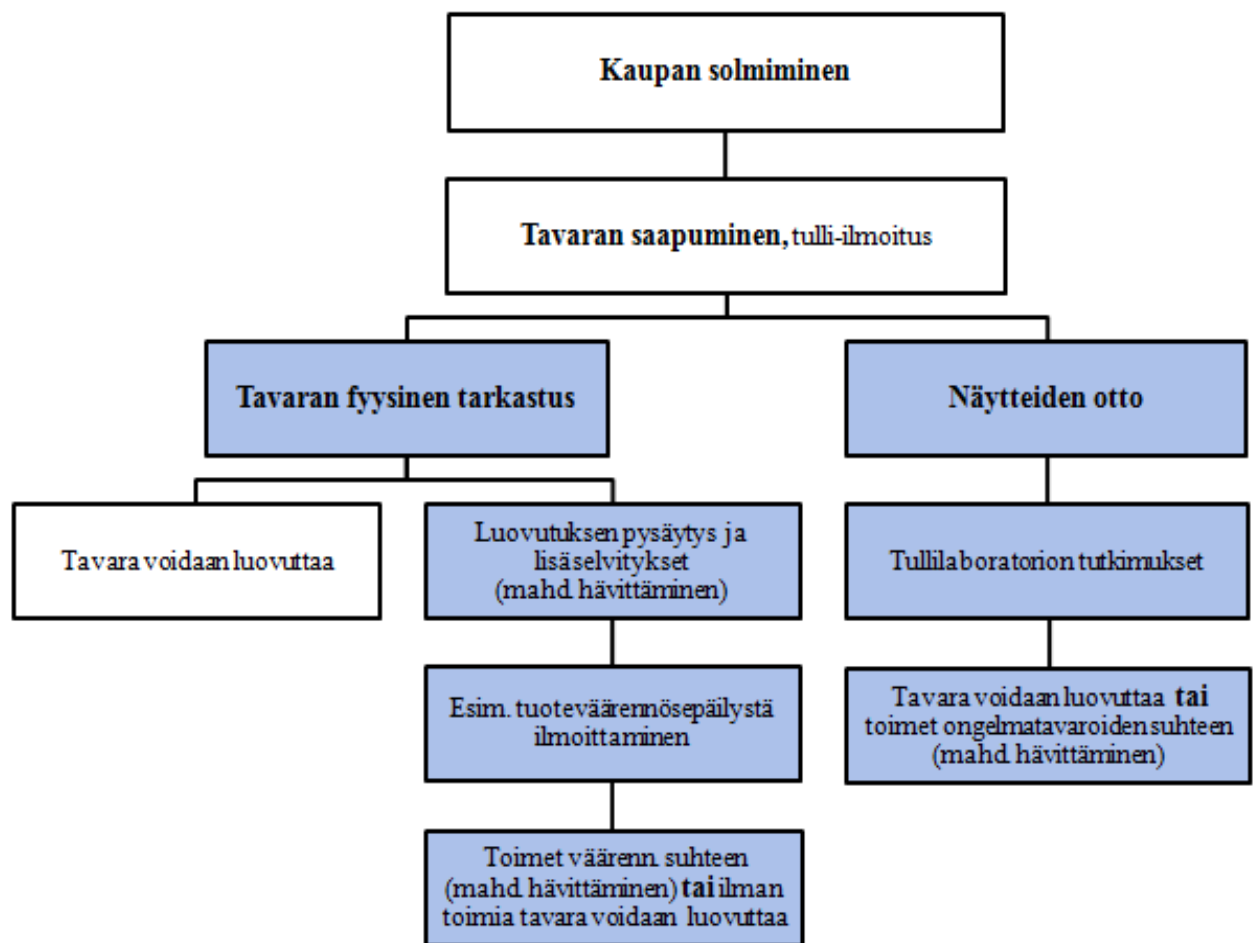 Kaupan solmiminen
Tavaran saapuminen, tulli-ilmoitus
Tavaran fyysinen tarkastus
Näytteiden otto
Tavara voidaan luovuttaa
Luovutuksen pysäytys ja
lisäselvitykset
(mahd. hävittäminen)
Tullilaboratorion tutkimukset
Esim. tuoteväärennösepäilystä
ilmoittaminen
Tavara voidaan luovuttaa tai
toimet ongelmatavaroiden suhteen
(mahd. hävittäminen)
Toimet väärenn. suhteen
(mahd. hävittäminen) tai ilman
toimia tavara voidaan luovuttaa